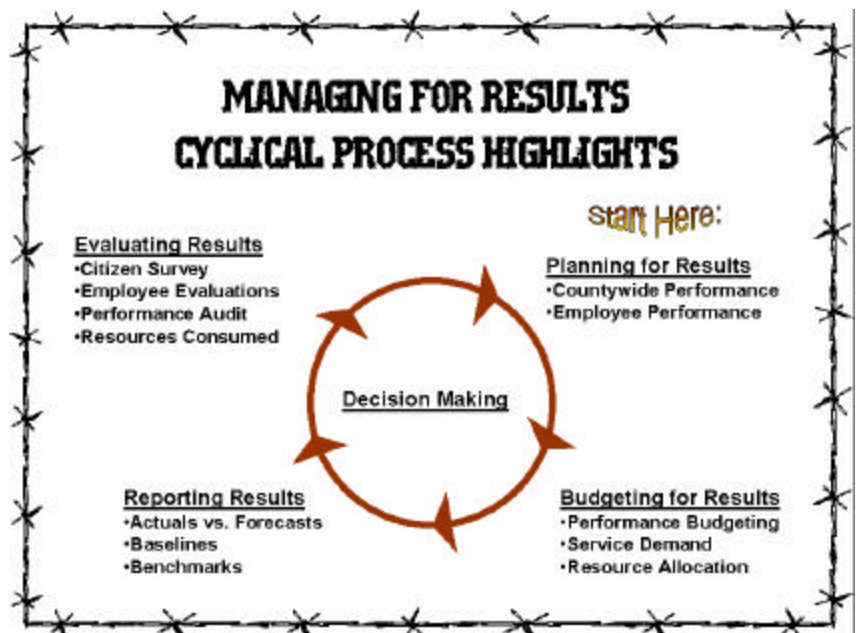 MANAGING FOR RESULTS
CYCLICAL PROCESS HIGHLIGHTS
Start Here:
Planning for Results
•Countywide Performance
•Employee Performance
Budgeting for Results
•Performance Budgeting
•Service Demand
•Resource Allocation
Reporting Results
•Actuals vs. Forecasts
•Baselines
•Benchmarks
Evaluating Results
•Citizen Survey
•Employee Evaluations
•Performance Audit
•Resources Consumed
Decision Making